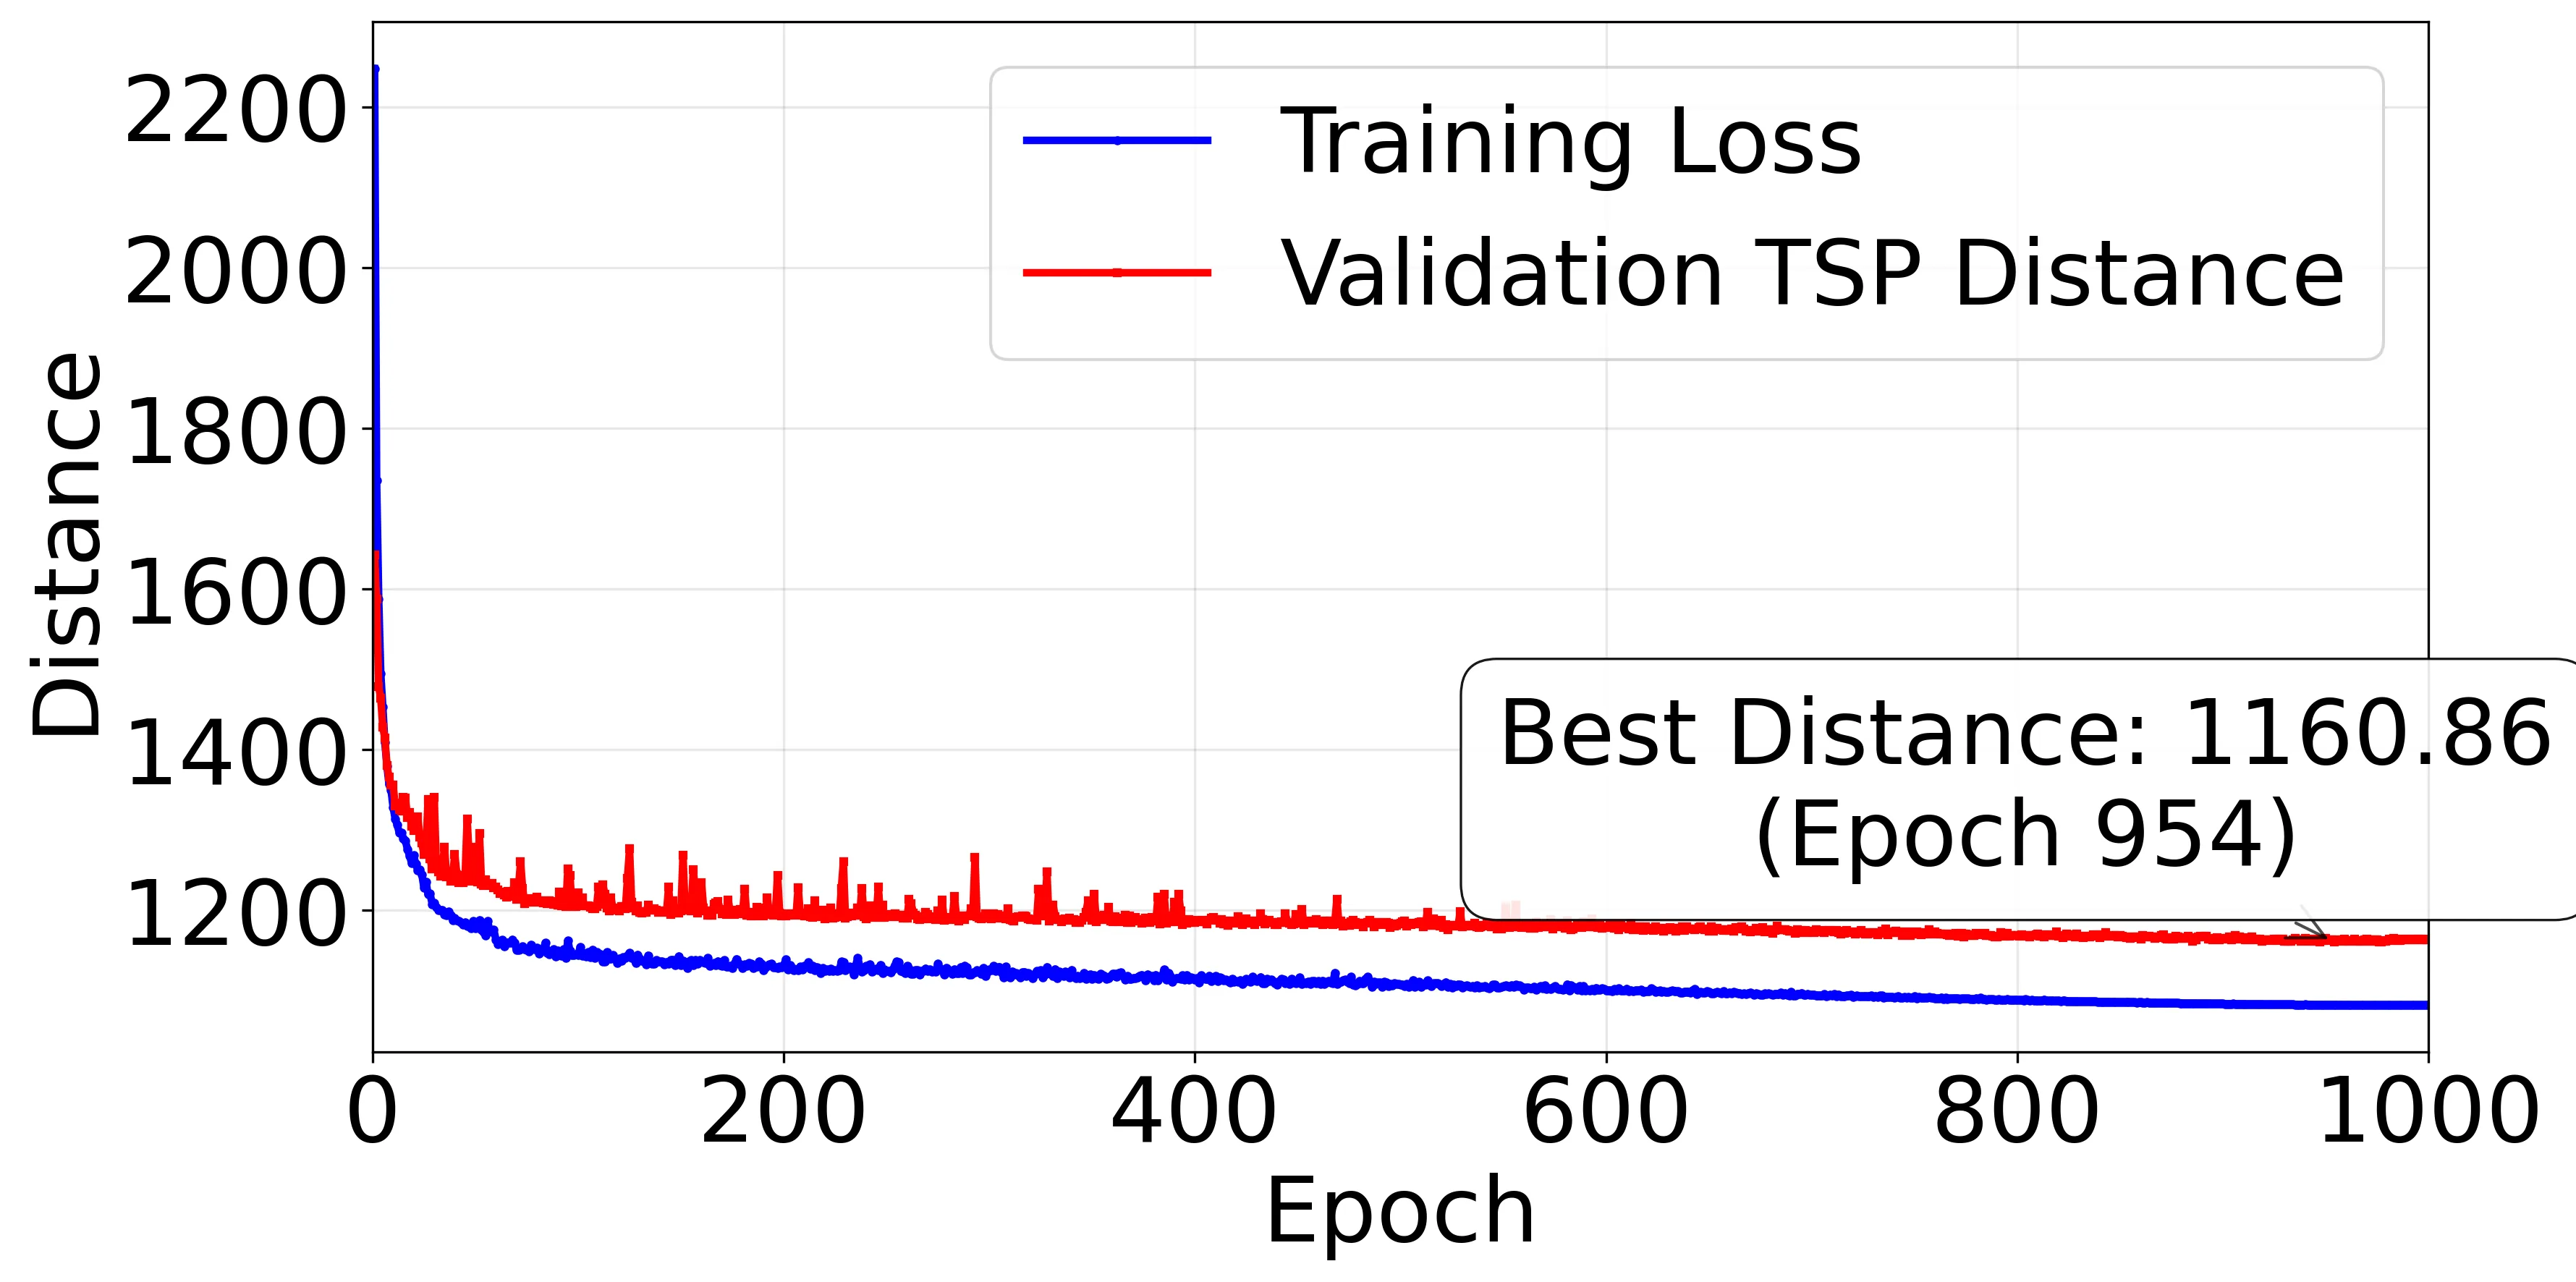 2200
2000
1800
1600
1400
1200
Distance
Training Loss
Validation TSP Distance
Best Distance: 1160.86
(Epoch 954)
0 200 400 600 800 1000
Epoch